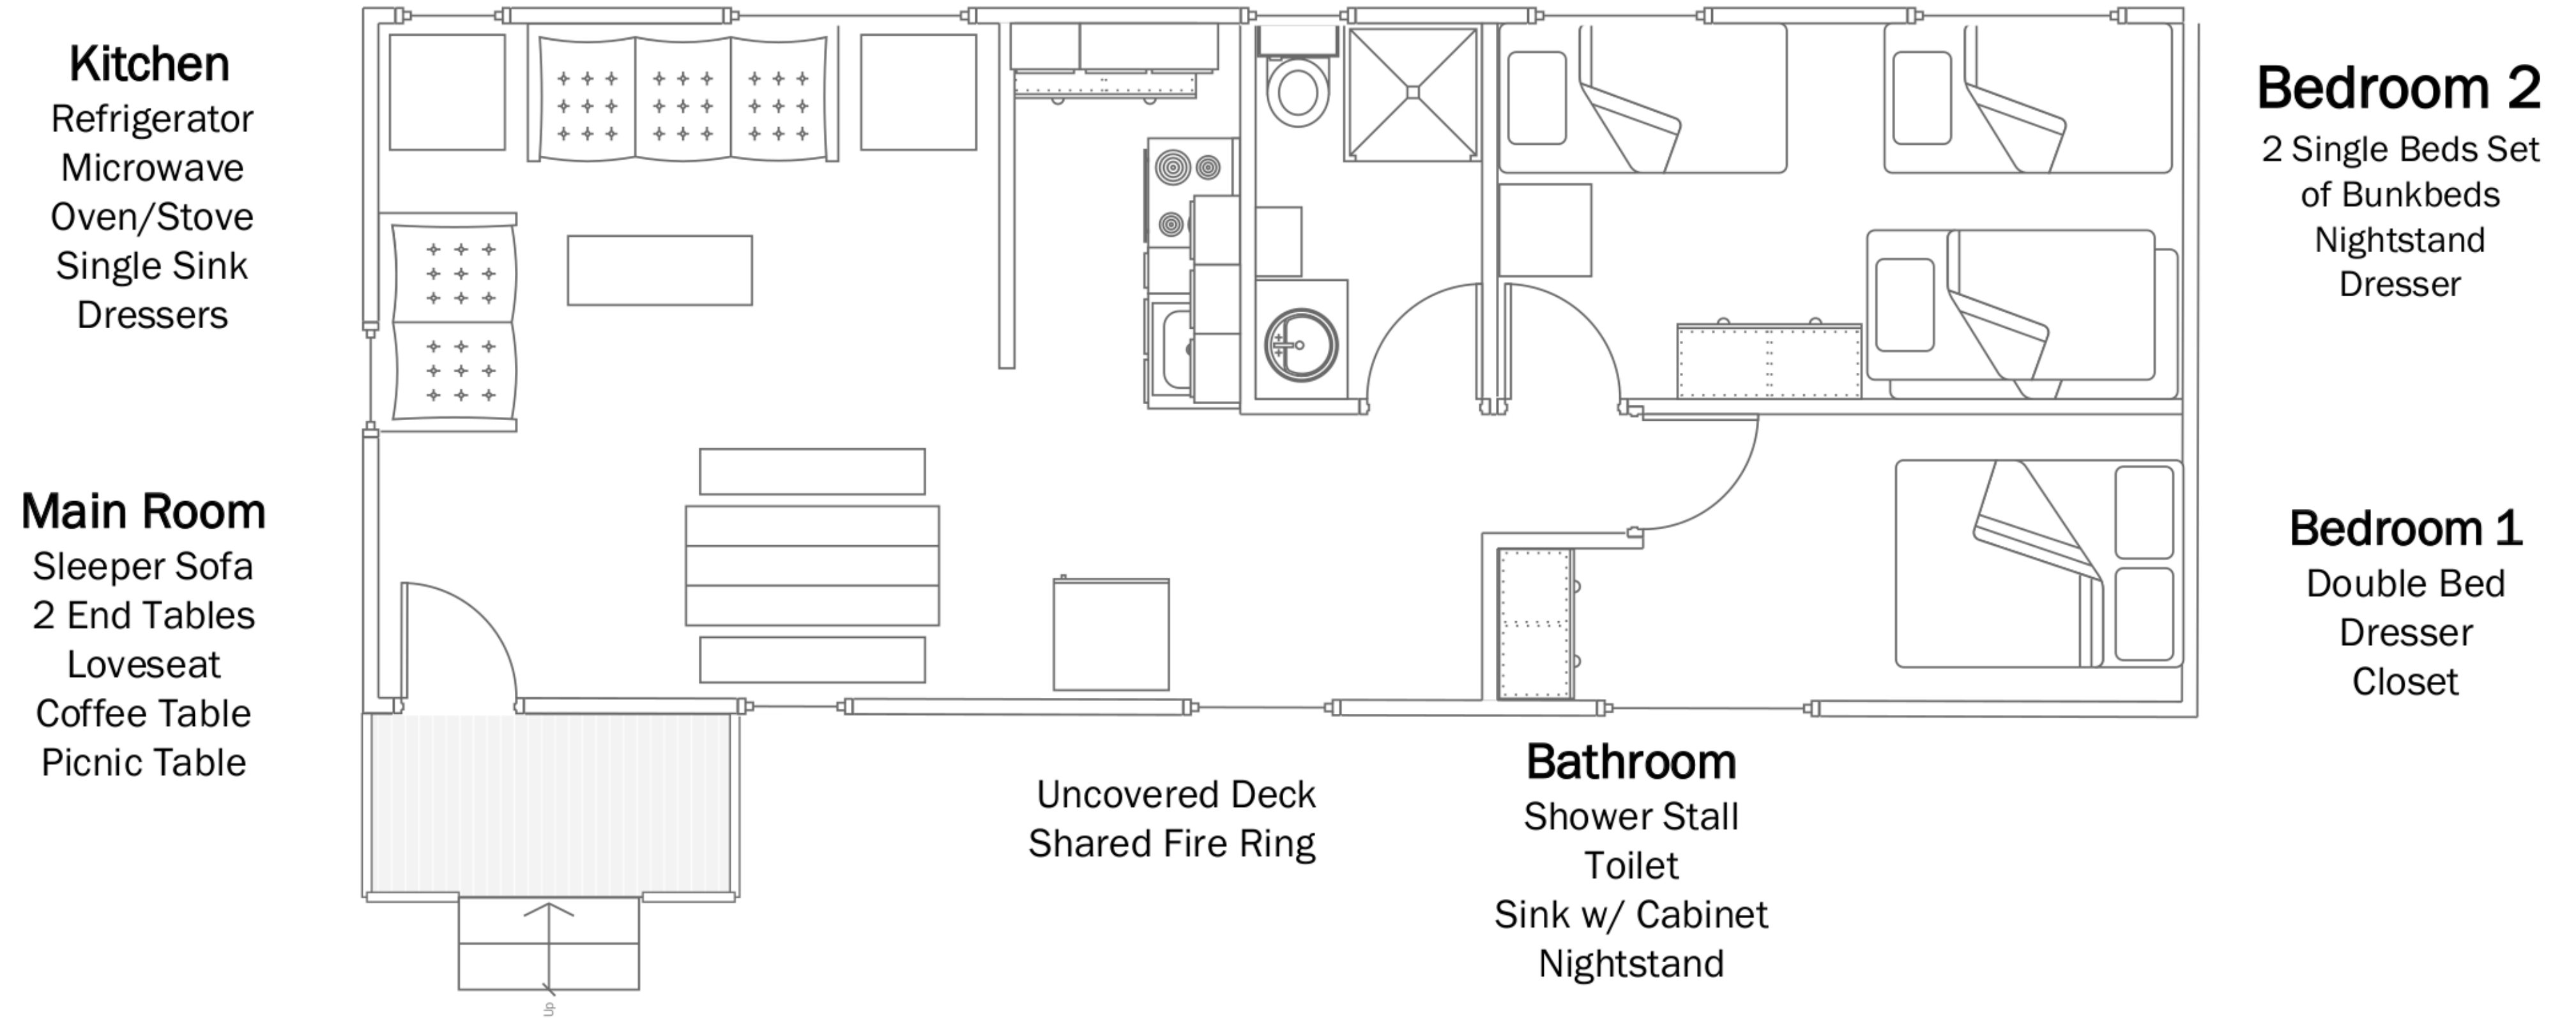 Kitchen
Refrigerator
Microwave
Oven/Stove
Single Sink
Dressers
Main Room
Sleeper Sofa
2 End Tables
Loveseat
Coffee Table
Picnic Table
Uncovered Deck
Shared Fire Ring
Bathroom
Shower Stall
Toilet
Sink w/ Cabinet
Nightstand
Bedroom 2
2 Single Beds Set
of Bunkbeds
Nightstand
Dresser
Bedroom 1
Double Bed
Dresser
Closet
Up